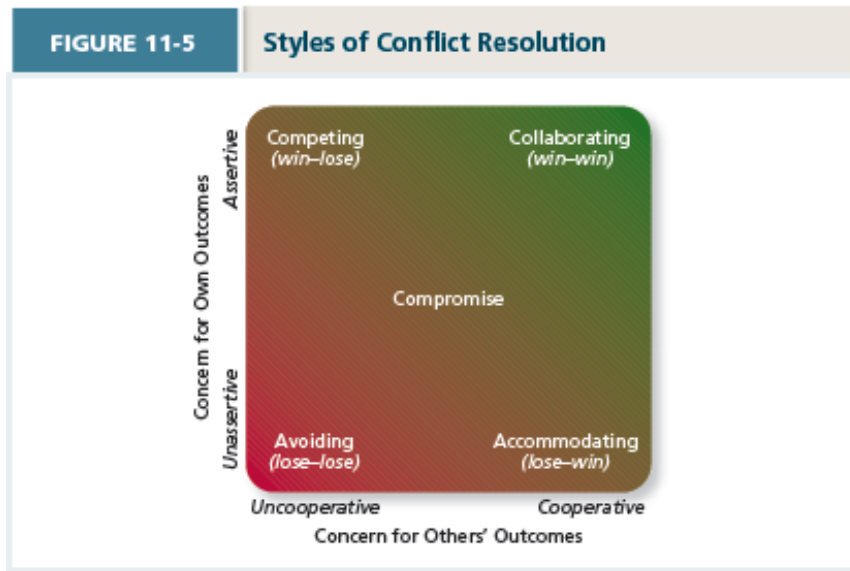 FIGURE 11-5
Styles of Conflict Resolution
Concern for Own Outcomes
Assertive
Unassertive
Competing
(win–lose)
Collaborating
(win–win)
Compromise
Avoiding
(lose–lose)
Accommodating
(lose–win)
Uncooperative
Cooperative
Concern for Others’ Outcomes